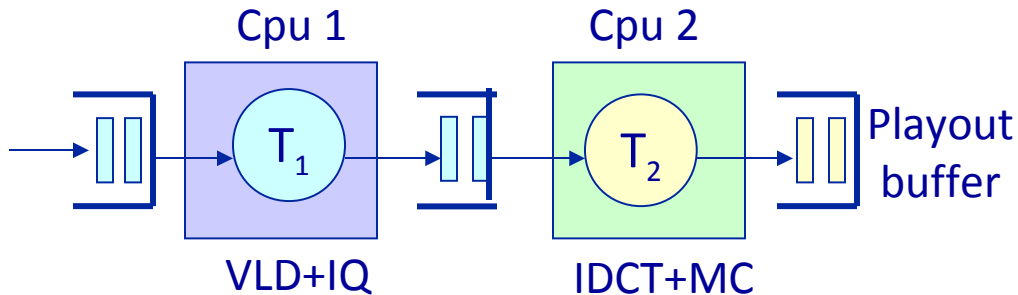 Cpu 1
Cpu 2
T1
T2
Playout
buffer
VLD+IQ
IDCT+MC